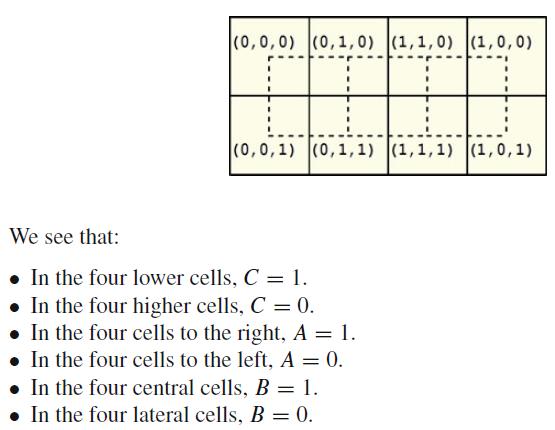 (0,0,0) (0,1,0) (1,1,0) (1,0,0)
(0,0,1) (0,1,1) (1,1,1) (1,0,1)
We see that:
• In the four lower cells, C = 1.
• In the four higher cells, C = 0.
• In the four cells to the right, A = 1.
• In the four cells to the left, A = 0.
• In the four central cells, B = 1.
• In the four lateral cells, B = 0.